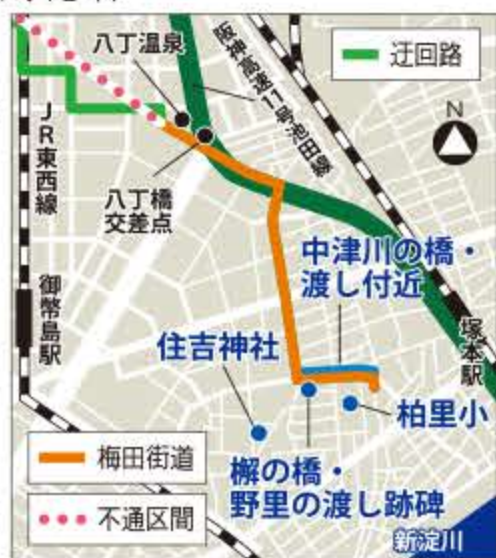 八丁温泉
阪神高速11号池田線
迂回路
N
JR東西線
八丁橋
交差点
中津川の橋・
渡し付近
御幣島駅
塚本駅
住吉神社
柏里小
梅田街道
檞の橋・
野里の渡し跡碑
不通区間
新淀川